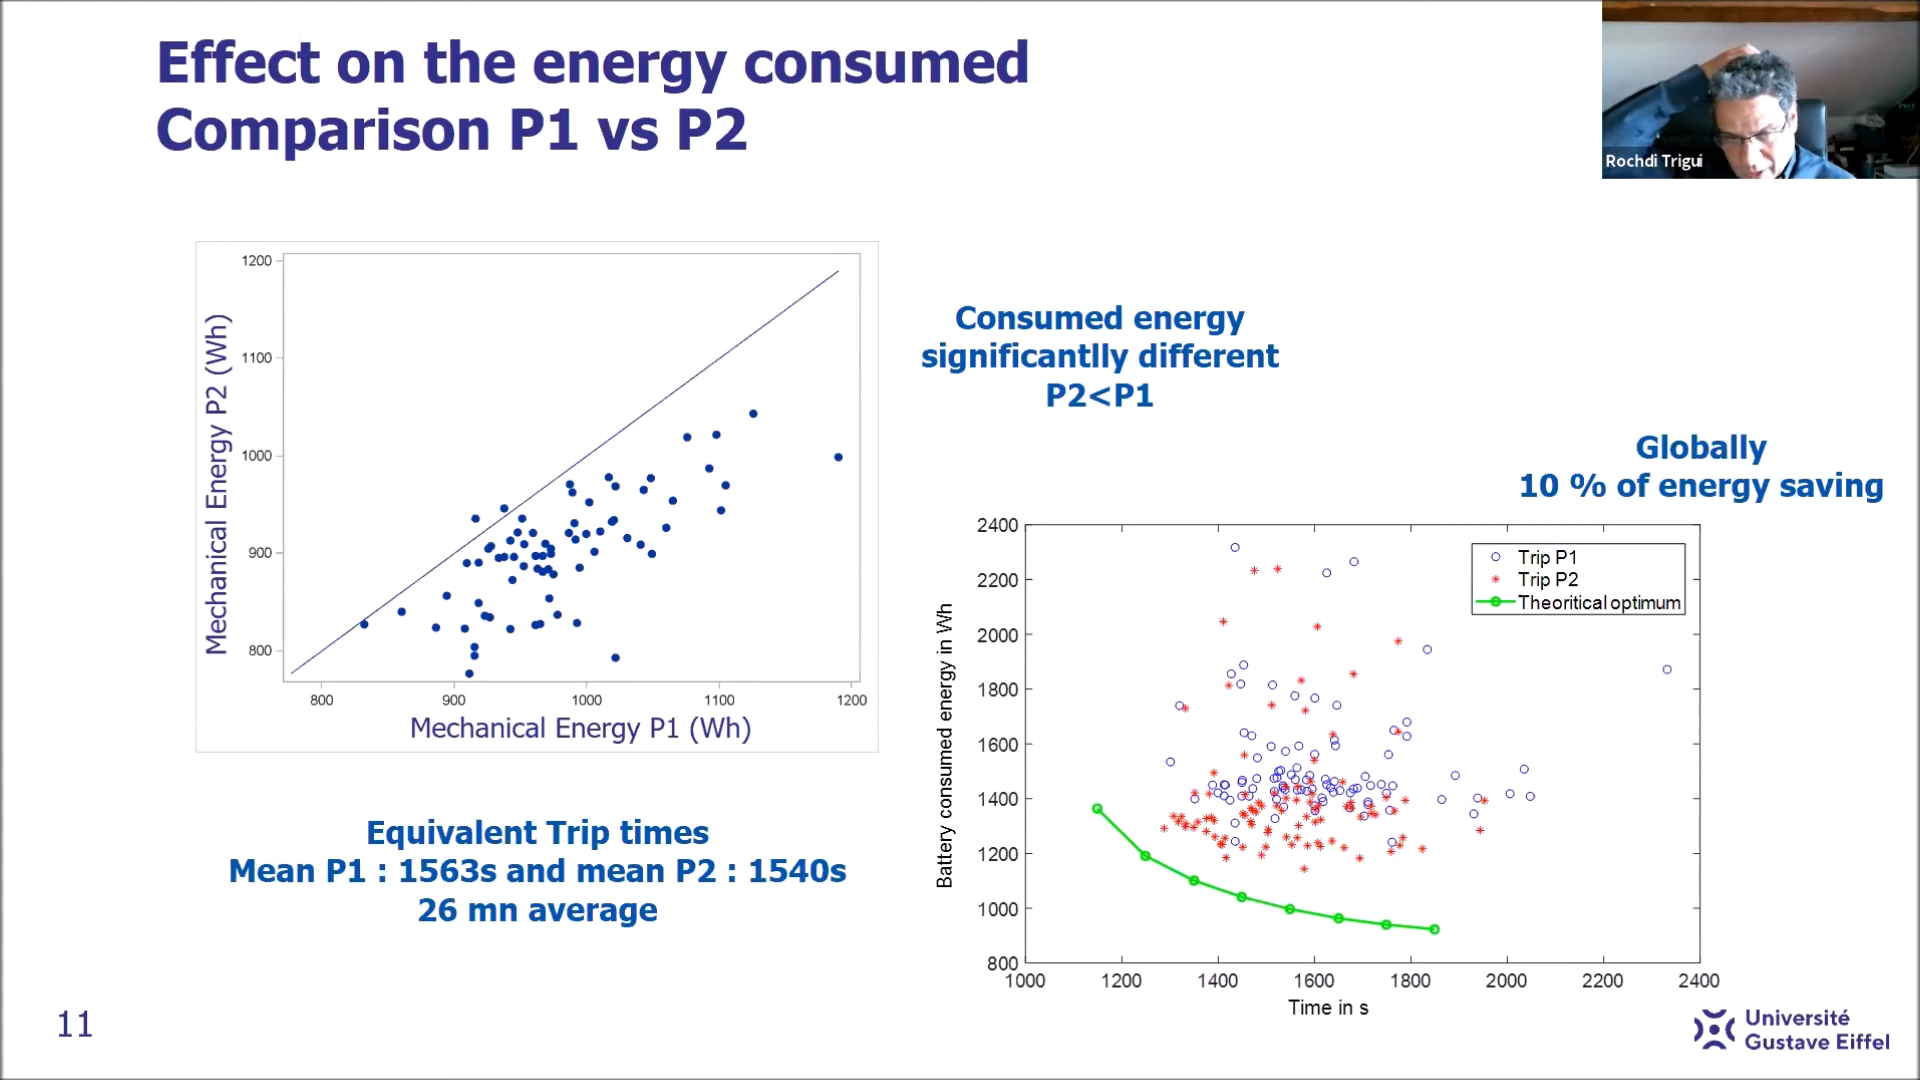 Effect on the energy consumed
Comparison P1 vs P2
Rochdi Trigui
1200
1100
1000
900
800
Mechanical Energy P2 (Wh)
800
900
1000
1100
1200
Mechanical Energy P1 (Wh)
Consumed energy
significantlly different
P2<P1
Globally
10 % of energy saving
Equivalent Trip times
Mean P1 : 1563s and mean P2 : 1540s
26 mn average
2400
2200
2000
1800
1600
1400
1200
1000
800
Battery consumed energy in Wh
Trip P1
Trip P2
Theoritical optimum
1000
1200
1400
1600
1800
2000
2200
2400
Time in s
11
Université
Gustave Eiffel